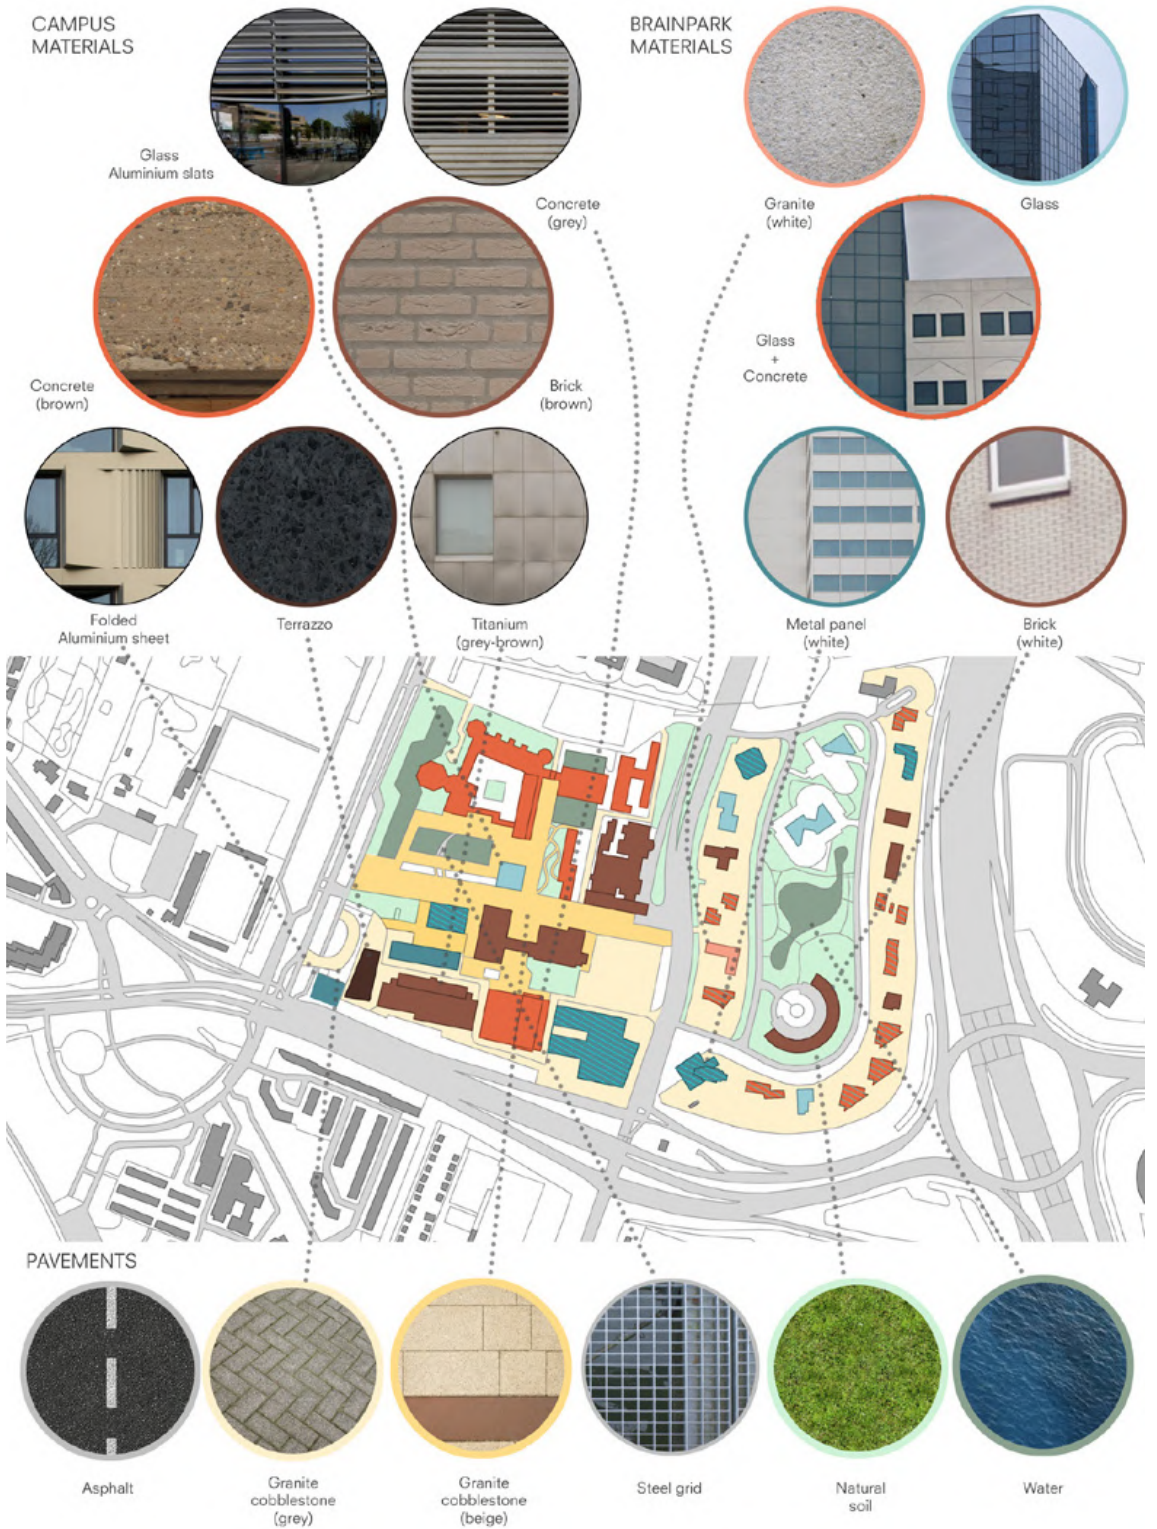 CAMPUS
MATERIALS
BRAINPARK
MATERIALS
Glass
Aluminium slats
Concrete
(grey)
Granite
(white)
Glass
Concrete
(brown)
Brick
(brown)
Glass
+
Concrete
Folded
Aluminium sheet
Terrazzo
Titanium
(grey-brown)
Metal panel
(white)
Brick
(white)
PAVEMENTS
Asphalt
Granite
cobblestone
(grey)
Granite
cobblestone
(beige)
Steel grid
Natural
soil
Water